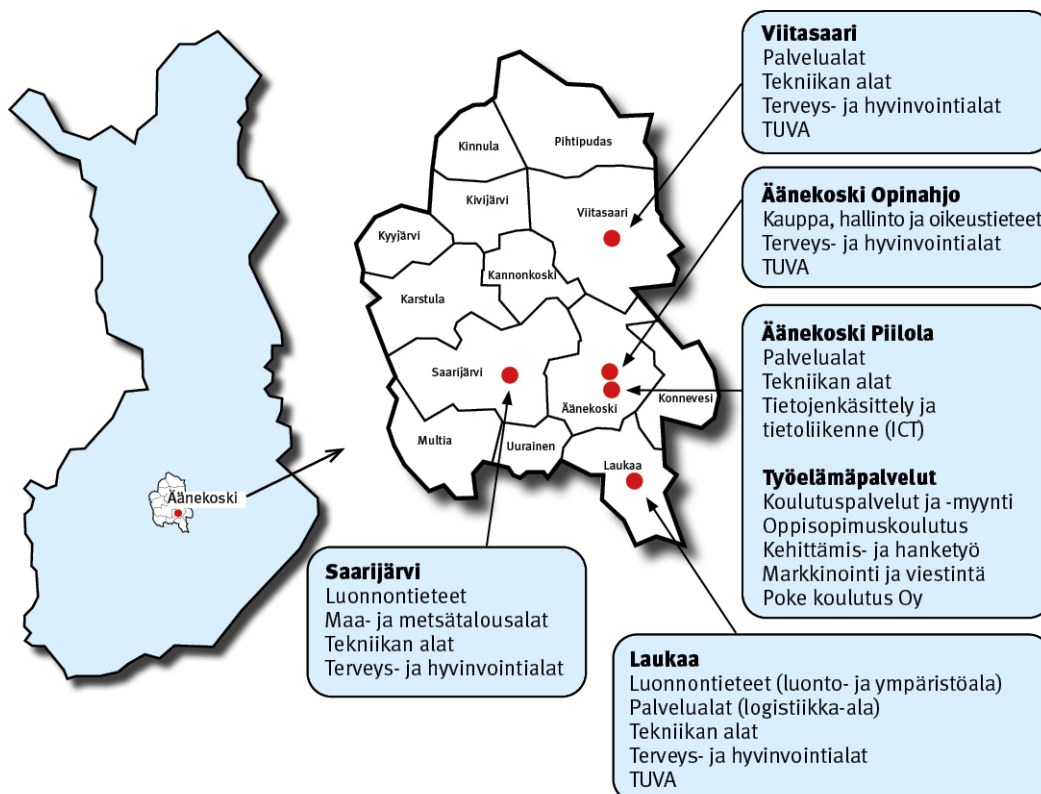 Viitasaari
Palvelualat
Tekniikan alat
Terveys- ja hyvinvointialat
TUVA
Äänekoski Opinahjo
Kauppa, hallinto ja oikeustieteet
Terveys- ja hyvinvointialat
TUVA
Äänekoski Piilola
Palvelualat
Tekniikan alat
Tietojenkäsittely ja
tietoliikenne (ICT)
Työelämäpalvelut
Koulutuspalvelut ja -myynti
Oppisopimuskoulutus
Kehittämis- ja hanketyö
Markkinointi ja viestintä
Poke koulutus Oy
Kinnula
Pihtipudas
Kivijärvi
Viitasaari
Kyyjärvi
Kannonkoski
Karstula
Saarijärvi
Äänekoski
Konnevesi
Multia
Uurainen
Laukaa
Äänekoski
Saarijärvi
Luonnontieteet
Maa- ja metsätalousalat
Tekniikan alat
Terveys- ja hyvinvointialat
Laukaa
Luonnontieteet (luonto- ja ympäristöala)
Palvelualat (logistiikka-ala)
Tekniikan alat
Terveys- ja hyvinvointialat
TUVA